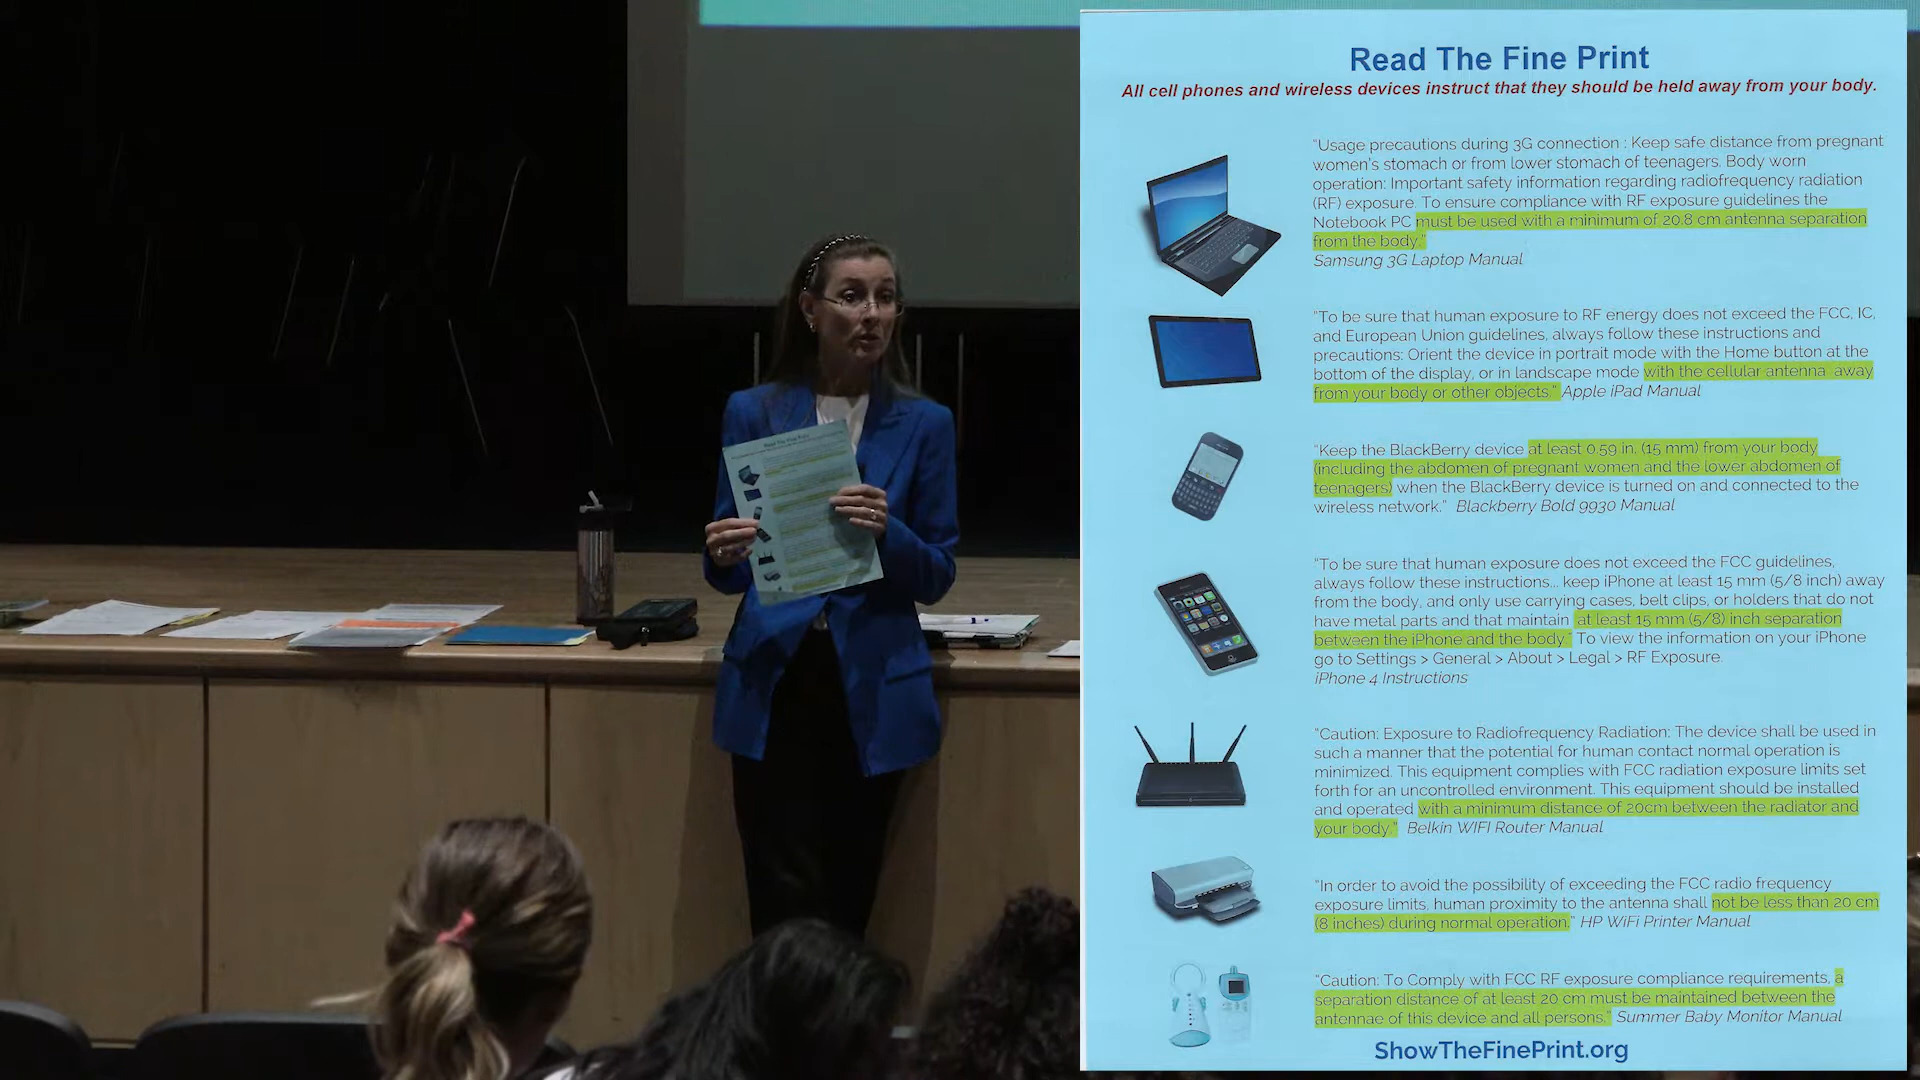 Read The Fine Print
All cell phones and wireless devices instruct that they should be held away from your body.
"Usage precautions during 3G connection : Keep safe distance from pregnant
women's stomach or from lower stomach of teenagers. Body worn
operation: Important safety information regarding radiofrequency radiation
(RF) exposure. To ensure compliance with RF exposure guidelines the
Notebook PC must be used with a minimum of 20.8 cm antenna separation
from the body."
Samsung 3G Laptop Manual
"To be sure that human exposure to RF energy does not exceed the FCC, IC,
and European Union guidelines, always follow these instructions and
precautions: Orient the device in portrait mode with the Home button at the
bottom of the display, or in landscape mode with the cellular antenna away
from your body or other objects." Apple iPad Manual
"Keep the BlackBerry device at least 0.59 in. (15 mm) from your body
(including the abdomen of pregnant women and the lower abdomen of
teenagers) when the BlackBerry device is turned on and connected to the
wireless network." Blackberry Bold 9930 Manual
"To be sure that human exposure does not exceed the FCC guidelines,
always follow these instructions... keep iPhone at least 15 mm (5/8 inch) away
from the body, and only use carrying cases, belt clips, or holders that do not
have metal parts and that maintain at least 15 mm (5/8) inch separation
between the iPhone and the body." To view the information on your iPhone
go to Settings > General > About > Legal > RF Exposure.
iPhone 4 Instructions
"Caution: Exposure to Radiofrequency Radiation: The device shall be used in
such a manner that the potential for human contact normal operation is
minimized. This equipment complies with FCC radiation exposure limits set
forth for an uncontrolled environment. This equipment should be installed
and operated with a minimum distance of 20cm between the radiator and
your body." Belkin WIFI Router Manual
"In order to avoid the possibility of exceeding the FCC radio frequency
exposure limits, human proximity to the antenna shall not be less than 20 cm
(8 inches) during normal operation." HP WiFi Printer Manual
"Caution: To Comply with FCC RF exposure compliance requirements, a
separation distance of at least 20 cm must be maintained between the
antennae of this device and all persons." Summer Baby Monitor Manual
ShowTheFinePrint.org
Read The Fine Print